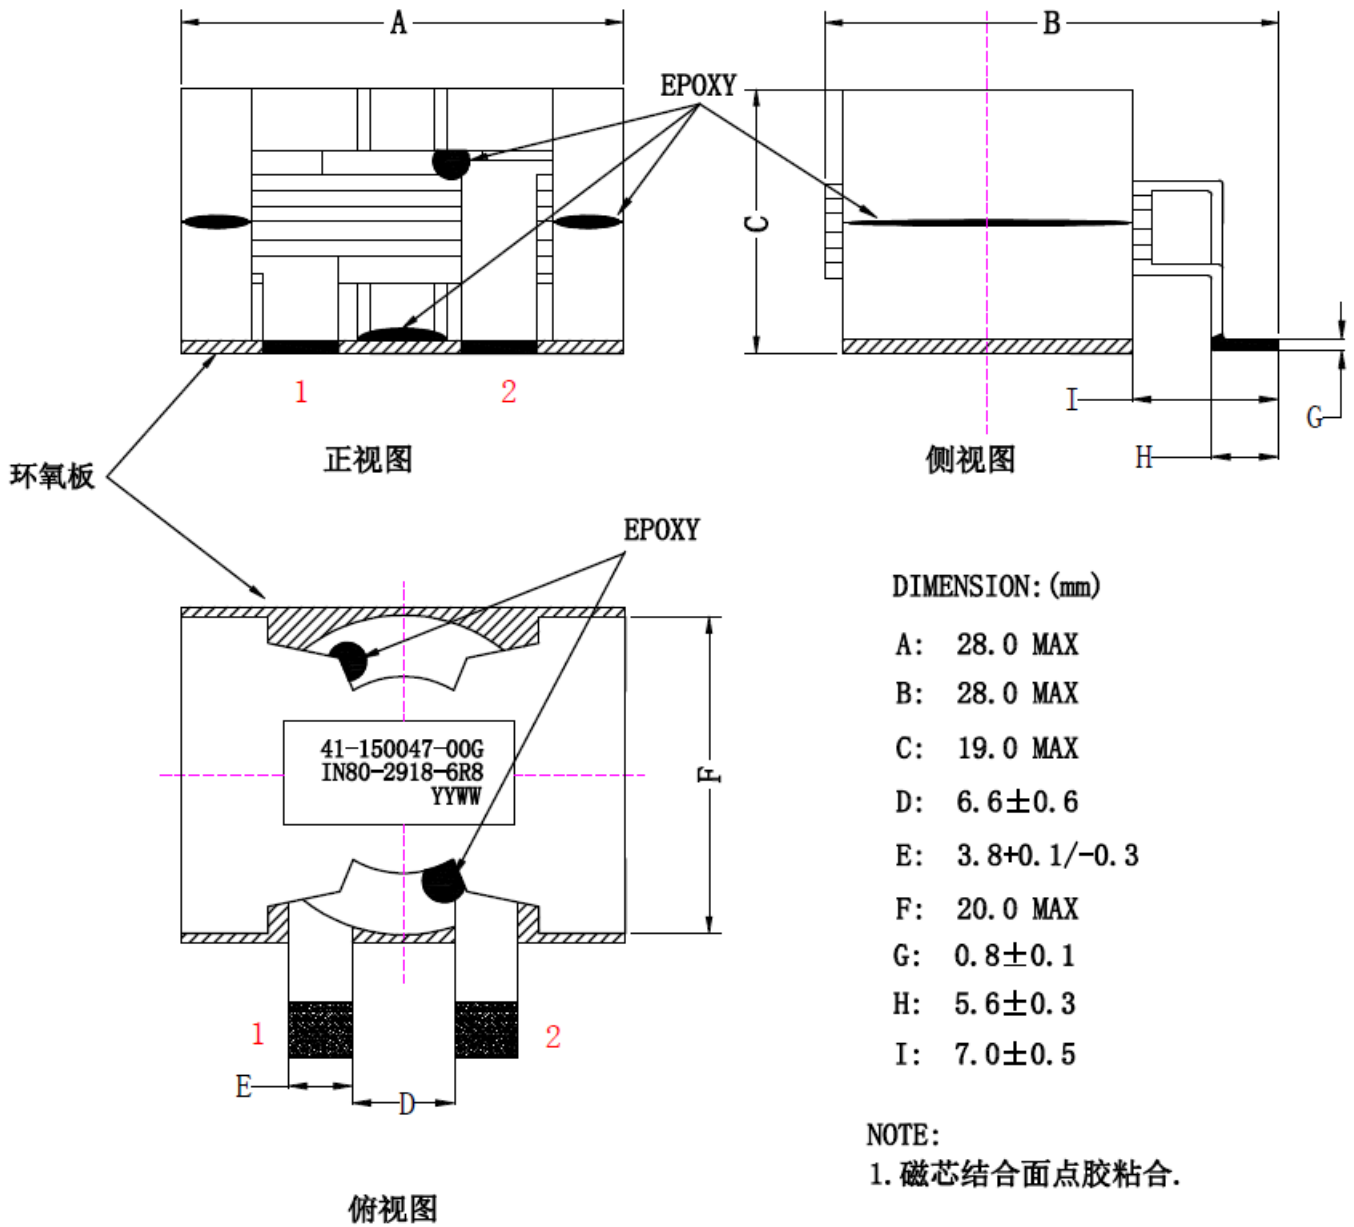 A
B
EPOXY
C
1
2
I
G
H
正视图
侧视图
环氧板
EPOXY
41-150047-00G
IN80-2918-6R8
YYWW
F
1
2
E
D
俯视图
DIMENSION:(mm)
A: 28.0 MAX
B: 28.0 MAX
C: 19.0 MAX
D: 6.6±0.6
E: 3.8+0.1/-0.3
F: 20.0 MAX
G: 0.8±0.1
H: 5.6±0.3
I: 7.0±0.5
NOTE:
1.磁芯结合面点胶粘合.